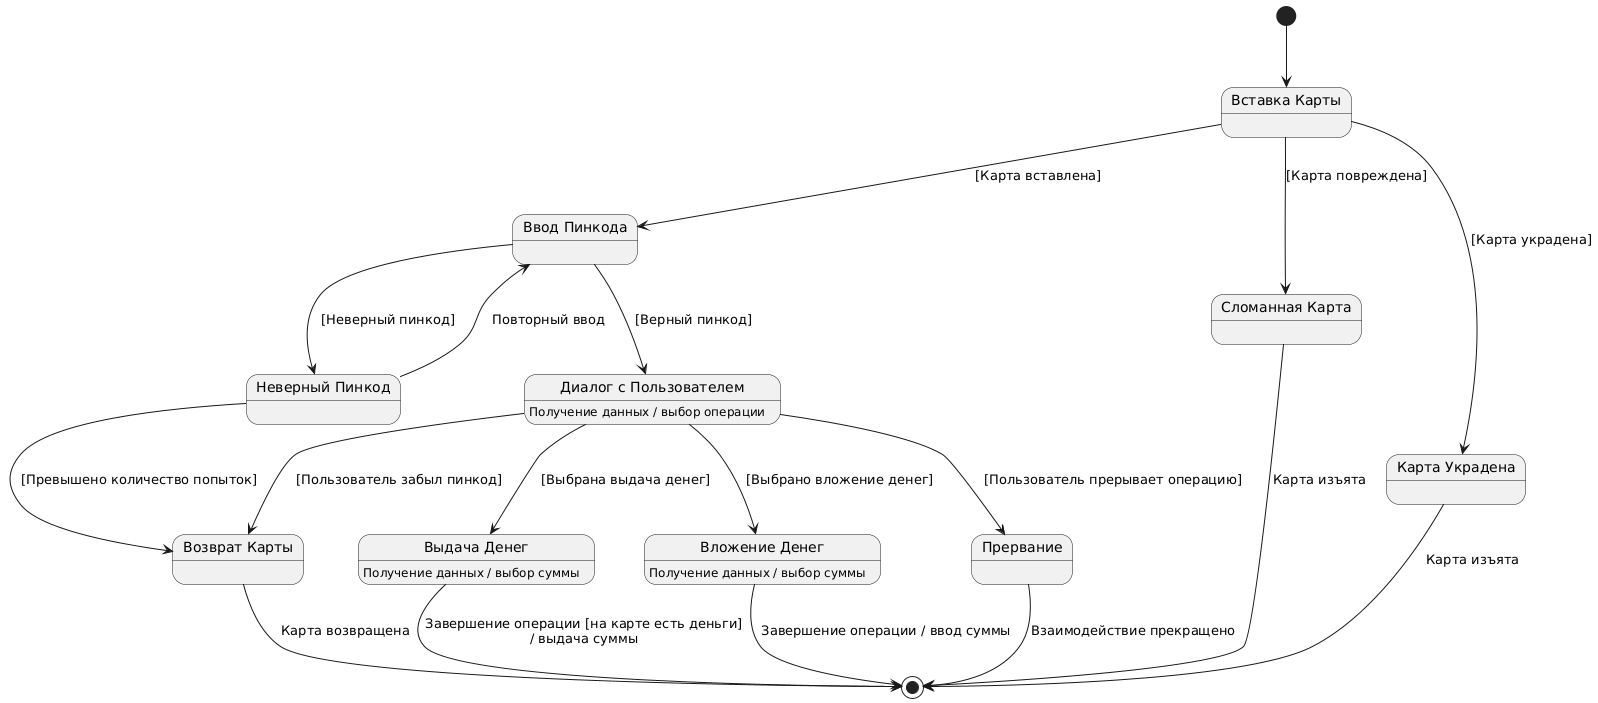 Вставка Карты
[Карта вставлена]
[Карта повреждена]
[Карта украдена]
Ввод Пинкода
Сломанная Карта
[Неверный пинкод]
Повторный ввод
[Верный пинкод]
Неверный Пинкод
Диалог с Пользователем
Получение данных / выбор операции
Карта Украдена
[Превышено количество попыток]
[Пользователь забыл пинкод]
[Выбрана выдача денег]
[Выбрано вложение денег]
[Пользователь прерывает операцию]
Карта изъята
Возврат Карты
Выдача Денег
Получение данных / выбор суммы
Вложение Денег
Получение данных / выбор суммы
Прервание
Карта изъята
Карта возвращена
Завершение операции [на карте есть деньги]
/ выдача суммы
Завершение операции / ввод суммы
Взаимодействие прекращено